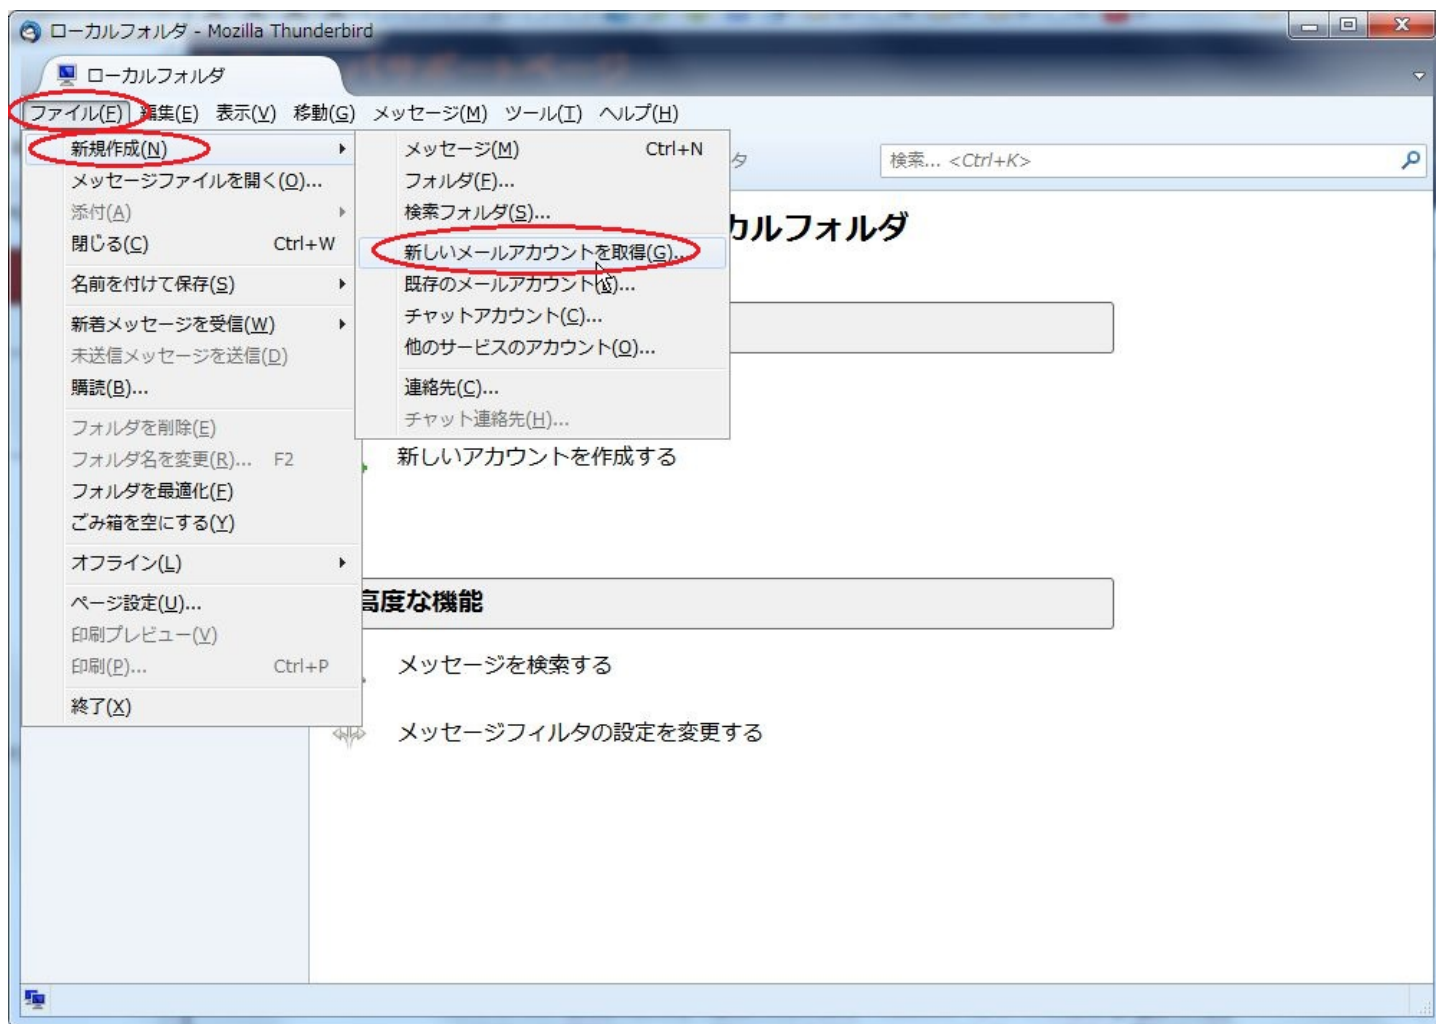 ローカルフォルダ - Mozilla Thunderbird
ローカルフォルダ
ファイル(F) 編集(E) 表示(V) 移動(G) メッセージ(M) ツール(T) ヘルプ(H)
検索... <Ctrl+K>
新規作成(N)
メッセージファイルを開く(O)...
添付(A)
閉じる(C) Ctrl+W
名前を付けて保存(S)
新着メッセージを受信(W)
未送信メッセージを送信(D)
購読(B)...
フォルダを削除(E)
フォルダ名を変更(R)... F2
フォルダを最適化(F)
ごみ箱を空にする(Y)
オフライン(L)
ページ設定(U)...
印刷プレビュー(V)
印刷(P)... Ctrl+P
終了(X)
メッセージ(M) Ctrl+N
フォルダ(F)...
検索フォルダ(S)...
新しいメールアカウントを取得(G)...
既存のメールアカウント()...
チャットアカウント(C)...
他のサービスのアカウント(O)...
連絡先(C)...
チャット連絡先(H)...
タ
カルフォルダ
新しいアカウントを作成する
高度な機能
メッセージを検索する
メッセージフィルタの設定を変更する